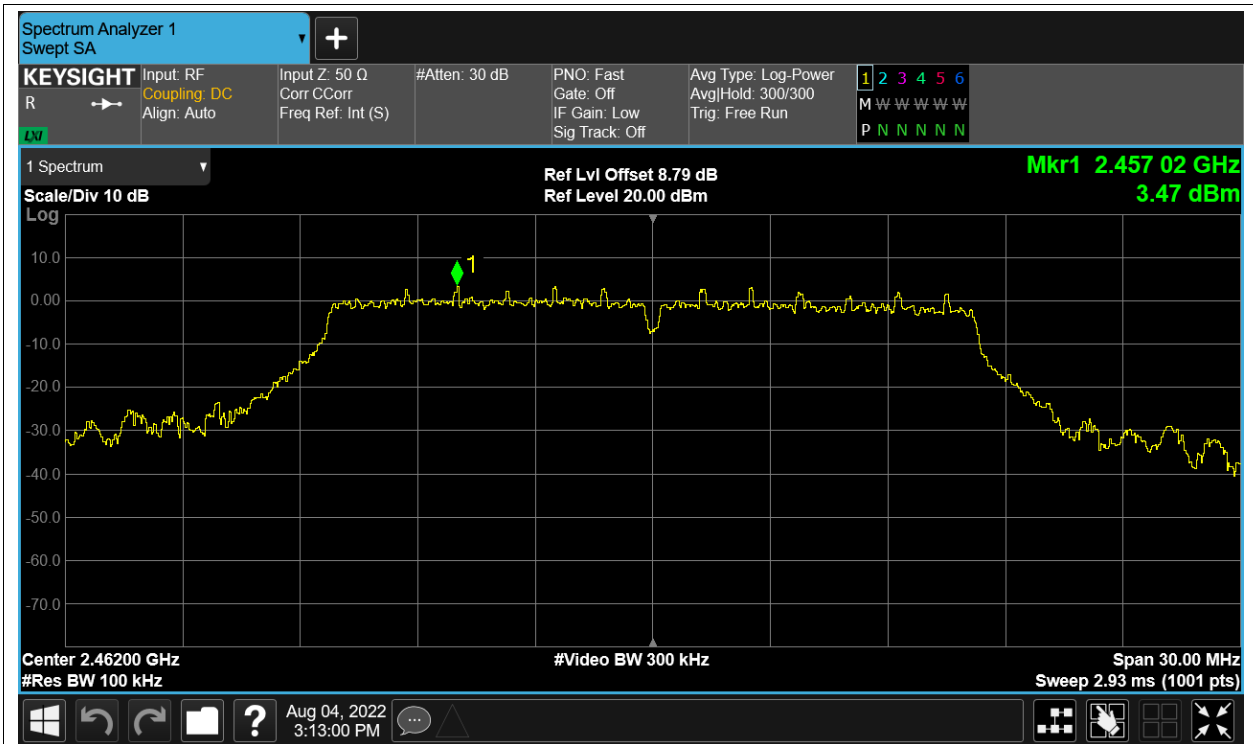 Spectrum Analyzer 1
Swept SA
KEYSIGHT
R
LXI
Input: RF
Coupling: DC
Align: Auto
Input Z: 50 Ω
Corr CCorr
Freq Ref: Int (S)
#Atten: 30 dB
PNO: Fast
Gate: Off
IF Gain: Low
Sig Track: Off
Avg Type: Log-Power
Avg|Hold: 300/300
Trig: Free Run
1 2 3 4 5 6
M W W W W W
P N N N N N
1 Spectrum
Scale/Div 10 dB
Log
Ref Lvl Offset 8.79 dB
Ref Level 20.00 dBm
Mkr1 2.457 02 GHz
3.47 dBm
1
10.0
0.00
-10.0
-20.0
-30.0
-40.0
-50.0
-60.0
-70.0
Center 2.46200 GHz
#Res BW 100 kHz
#Video BW 300 kHz
Span 30.00 MHz
Sweep 2.93 ms (1001 pts)
?
Aug 04, 2022
3:13:00 PM